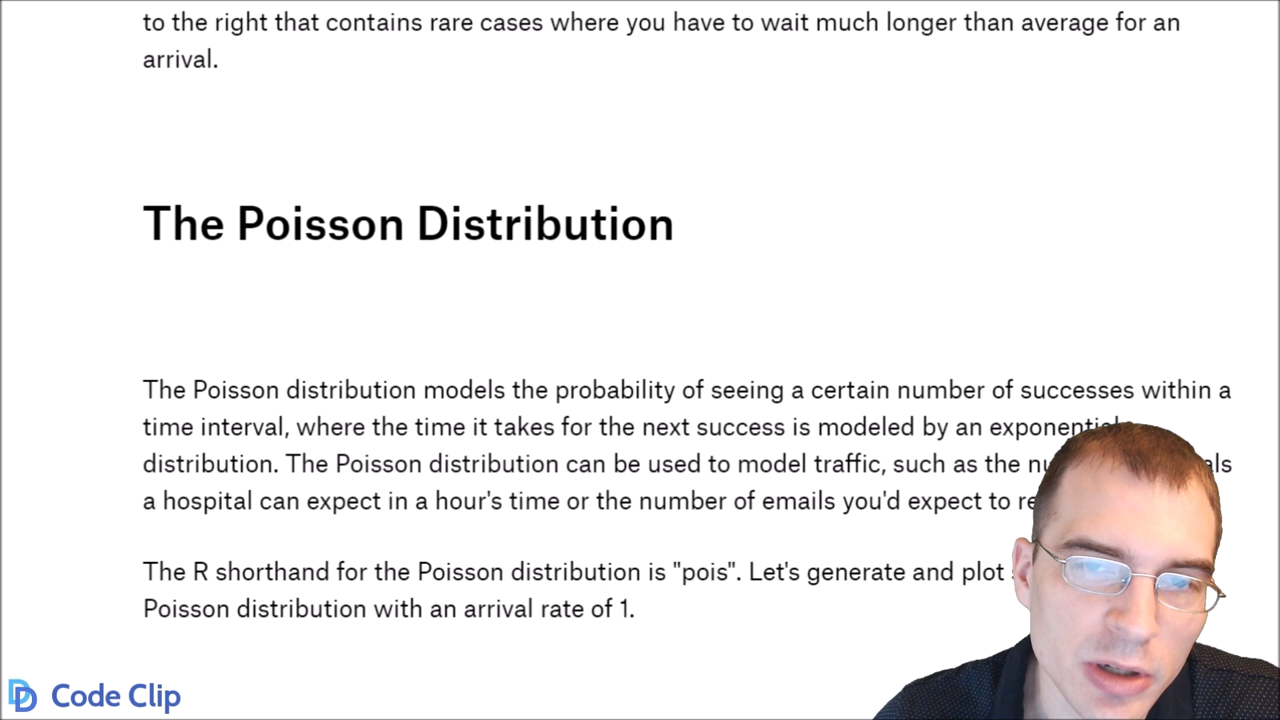 to the right that contains rare cases where you have to wait much longer than average for an
arrival.
The Poisson Distribution
The Poisson distribution models the probability of seeing a certain number of successes within a
time interval, where the time it takes for the next success is modeled by an exponential
distribution. The Poisson distribution can be used to model traffic, such as the
a hospital can expect in a hour's time or the number of emails you'd expect to
The R shorthand for the Poisson distribution is "pois". Let's generate and plot
Poisson distribution with an arrival rate of 1.
Code Clip